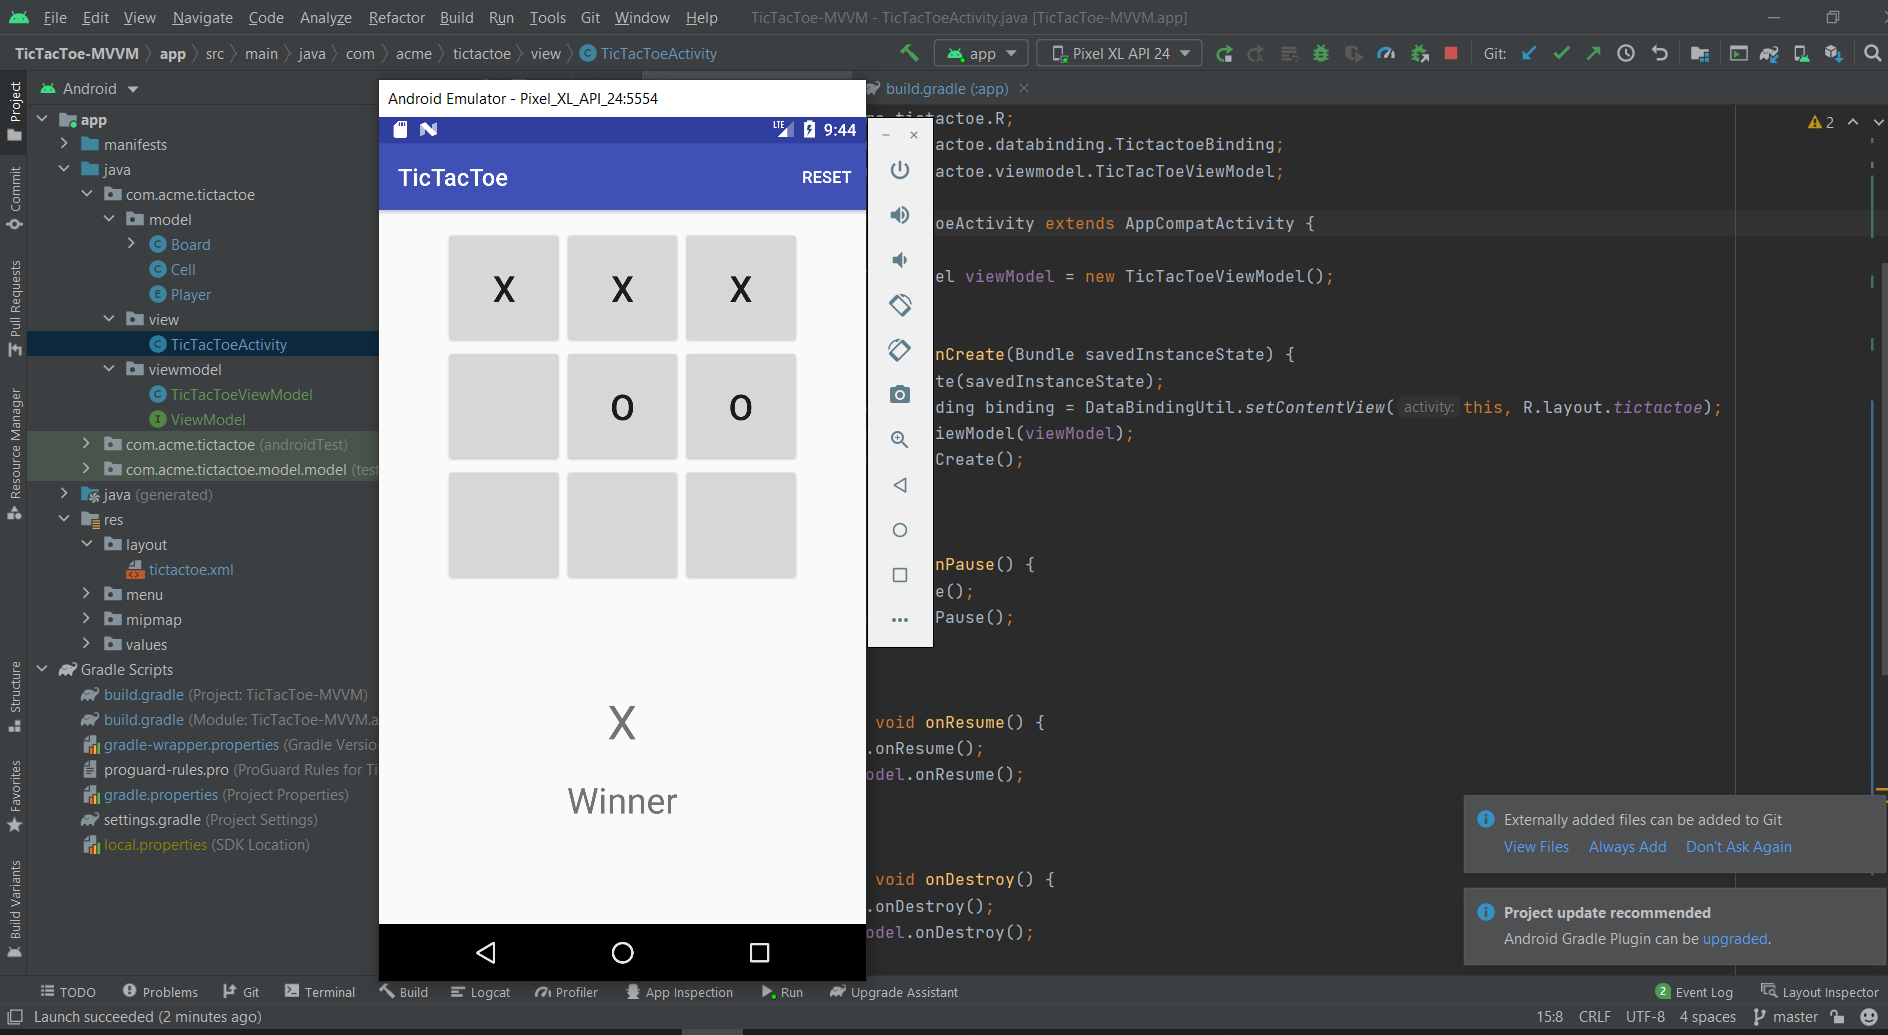 File Edit View Navigate Code Analyze Refactor Build Run Tools Git Window Help TicTacToe-MVVM - TicTacToeActivity.java [TicTacToe-MVVM.app]
TicTacToe-MVVM app src main java com acme tictactoe view TicTacToeActivity app Pixel XL API 24 Git:
Android
build.gradle (:app)
Project
Commit
Pull Requests
Resource Manager
Structure
Favorites
Build Variants
app
manifests
java
com.acme.tictactoe
model
Board
Cell
Player
view
TicTacToeActivity
viewmodel
TicTacToeViewModel
ViewModel
com.acme.tictactoe (androidTest)
com.acme.tictactoe.model.model (test
java (generated)
res
layout
tictactoe.xml
menu
mipmap
values
Gradle Scripts
build.gradle (Project: TicTacToe-MVVM)
build.gradle (Module: TicTacToe-MVVM.a
gradle-wrapper.properties (Gradle Versio
proguard-rules.pro (ProGuard Rules for Ti
gradle.properties (Project Properties)
settings.gradle (Project Settings)
local.properties (SDK Location)
Android Emulator - Pixel_XL_API_24:5554
LTE 9:44
TicTacToe RESET
X X X
O O
X
Winner
tictactoe.R;
actoe.databinding.TictactoeBinding;
actoe.viewmodel.TicTacToeViewModel;
oeActivity extends AppCompatActivity {
el viewModel = new TicTacToeViewModel();
nCreate(Bundle savedInstanceState) {
te(savedInstanceState);
ding binding = DataBindingUtil.setContentView( activity: this, R.layout.tictactoe);
iewModel(viewModel);
Create();
nPause() {
e();
Pause();
void onResume() {
.onResume();
odel.onResume();
void onDestroy() {
.onDestroy();
odel.onDestroy();
2
Externally added files can be added to Git
View Files Always Add Don't Ask Again
Project update recommended
Android Gradle Plugin can be upgraded.
TODO Problems Git Terminal Build Logcat Profiler App Inspection Run Upgrade Assistant 2 Event Log Layout Inspector
Launch succeeded (2 minutes ago) 15:8 CRLF UTF-8 4 spaces master